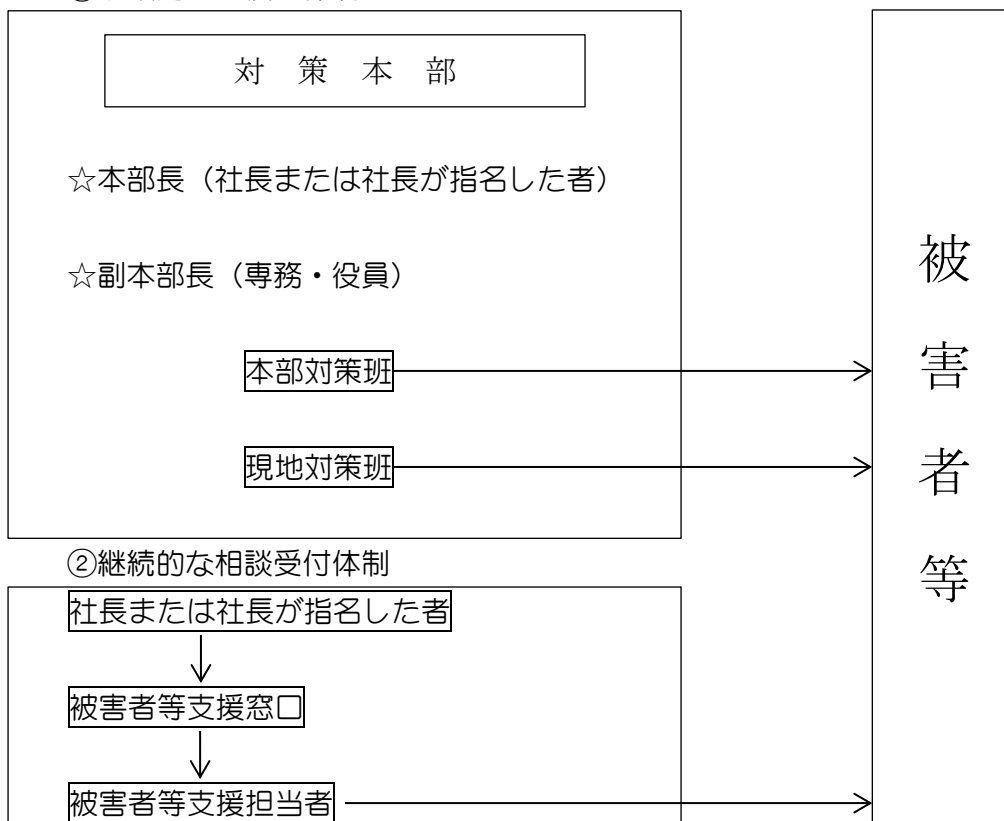 対策本部
☆本部長（社長または社長が指名した者）
☆副本部長（専務・役員）
本部対策班
現地対策班
②継続的な相談受付体制
社長または社長が指名した者
被害者等支援窓口
被害者等支援担当者
被害者等